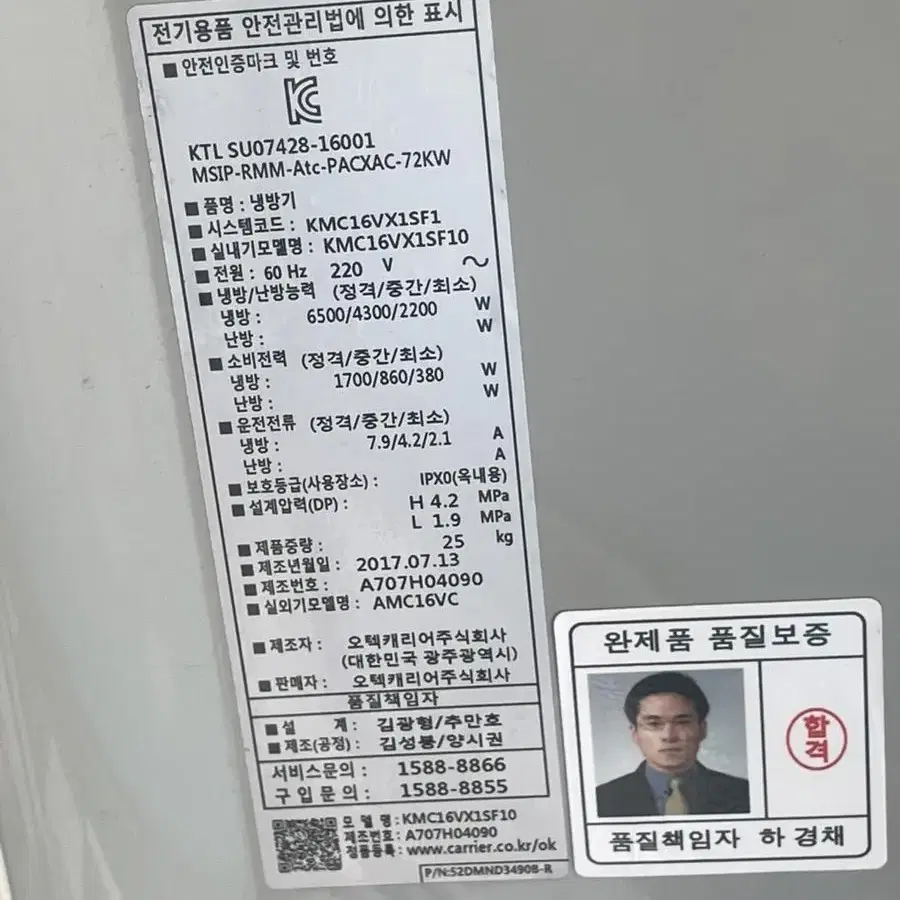 전기용품 안전관리법에 의한 표시
■ 안전인증마크 및 번호
KTL SU07428-16001
MSIP-RMM-Atc-PACXAC-72KW
■ 품명 : 냉방기
■ 시스템코드 : KMC16VX1SF1
■ 실내기모델명 : KMC16VX1SF10
■ 전원 : 60 Hz 220 V ~
■ 냉방/난방능력 (정격/중간/최소)
냉방 : 6500/4300/2200 W
난방 : W
■ 소비전력 (정격/중간/최소)
냉방 : 1700/860/380 W
난방 : W
■ 운전전류 (정격/중간/최소)
냉방 : 7.9/4.2/2.1 A
난방 : A
■ 보호등급(사용장소) : IPX0(옥내용)
■ 설계압력(DP) : H 4.2 MPa
L 1.9 MPa
■ 제품중량 : 25 kg
■ 제조년월일 : 2017.07.13
■ 제조번호 : A707H04090
■ 실외기모델명 : AMC16VC
■ 제조자 : 오텍캐리어주식회사
(대한민국 광주광역시)
■ 판매자 : 오텍캐리어주식회사
품질책임자
■ 설 계 : 김광형/추만호
■ 제조(공정) : 김성룡/양시권
서비스문의 : 1588-8866
구입문의 : 1588-8855
모델명 : KMC16VX1SF10
제조번호 : A707H04090
정품등록 : www.carrier.co.kr/ok
P/N:52DMND3490B-R
완제품 품질보증
합격
품질책임자 하 경채